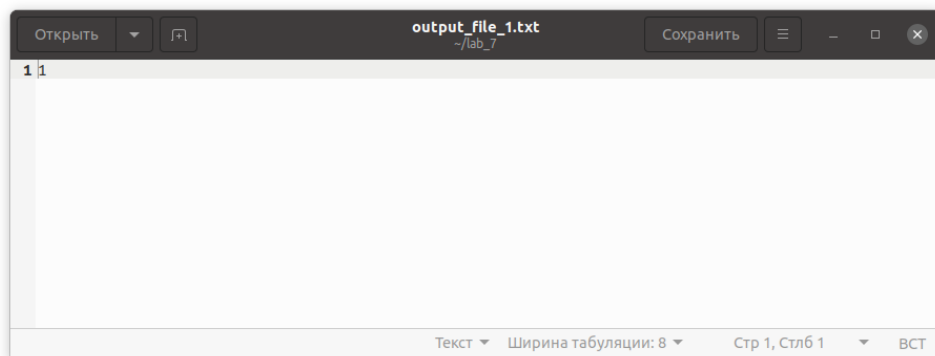 Открыть output_file_1.txt Сохранить
~/lab_7
1 1
Текст Ширина табуляции: 8 Стр 1, Стлб 1 ВСТ